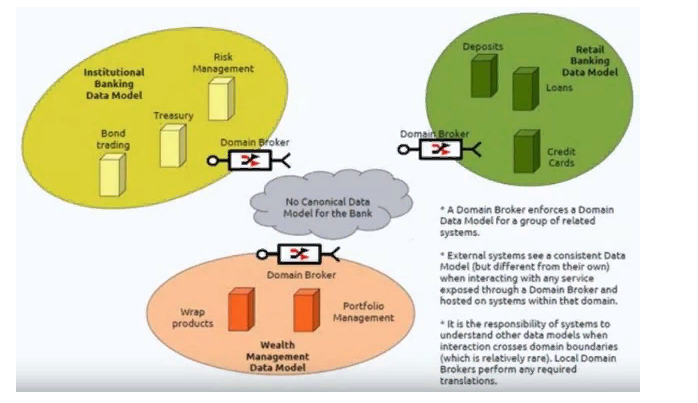 Institutional
Banking
Data Model
Risk
Management
Treasury
Bond
trading
Domain Broker
Deposits
Retail
Banking
Data Model
Loans
Domain Broker
Credit
Cards
No Canonical Data
Model for the Bank
Domain Broker
Wrap
products
Portfolio
Management
Wealth
Management
Data Model
* A Domain Broker enforces a Domain
Data Model for a group of related
systems.
* External systems see a consistent Data
Model (but different from their own)
when interacting with any service
exposed through a Domain Broker and
hosted on systems within that domain.
* It is the responsibility of systems to
understand other data models when
interaction crosses domain boundaries
(which is relatively rare). Local Domain
Brokers perform any required
translations.